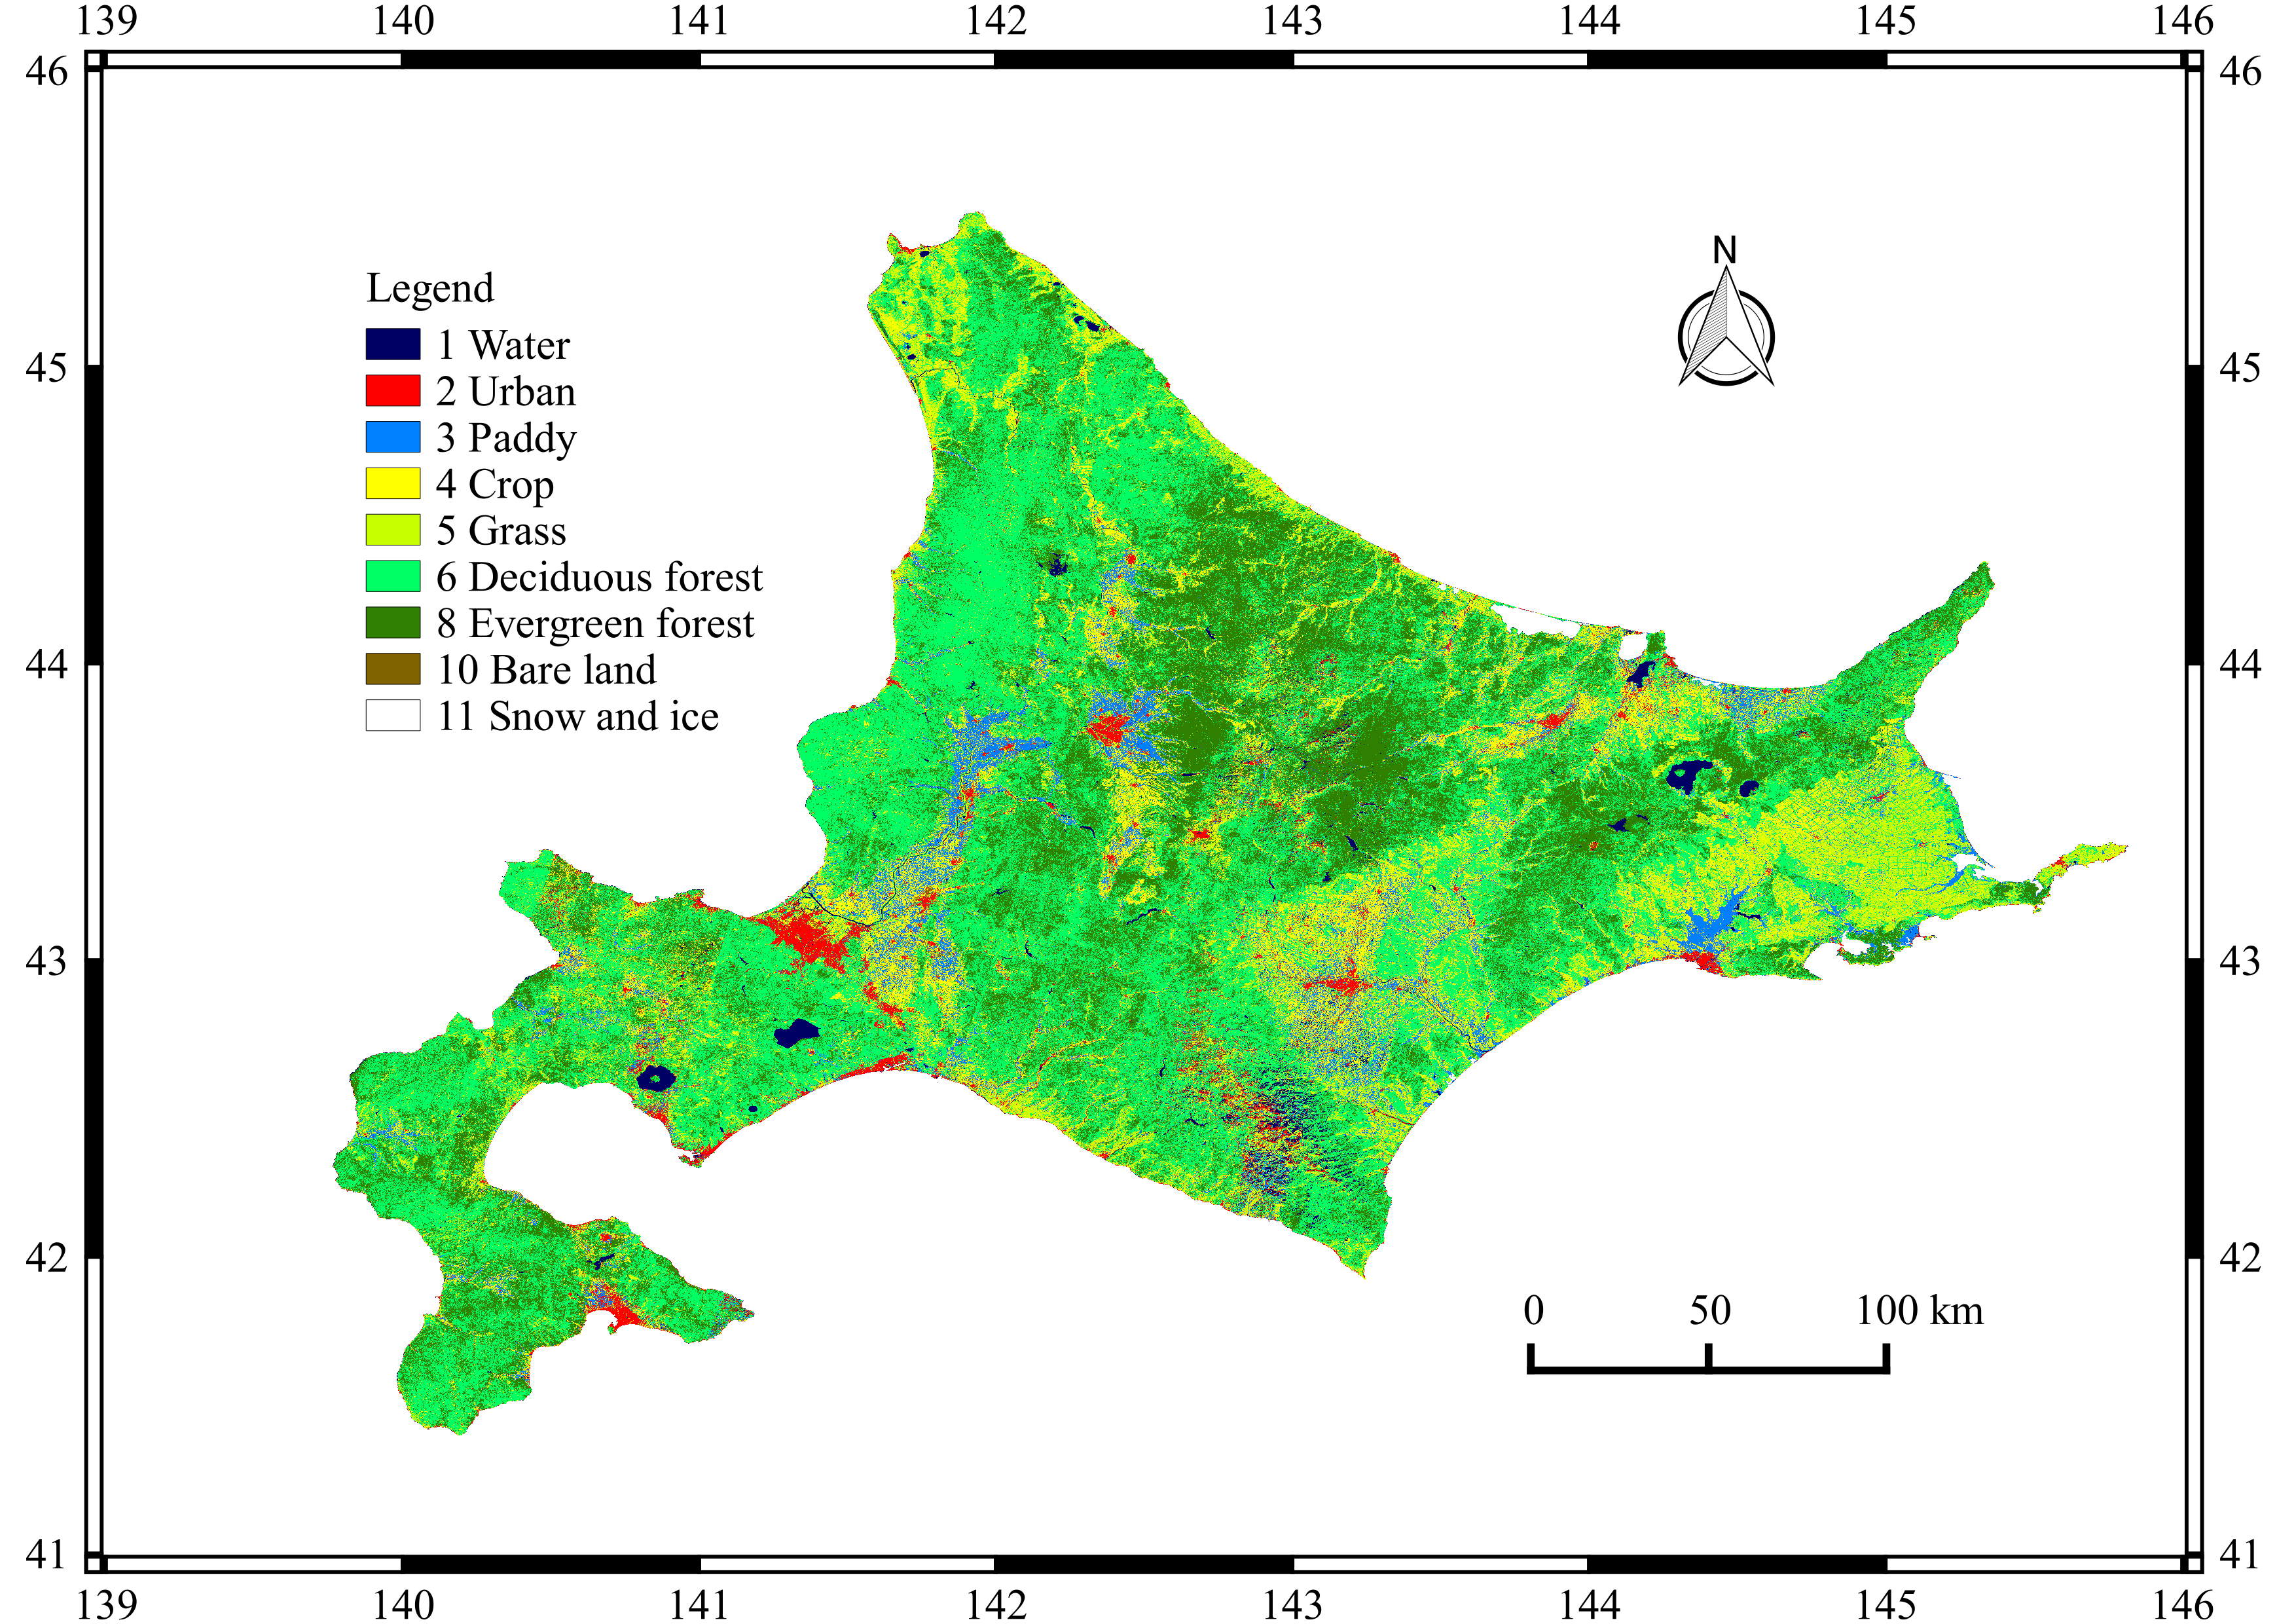 139 140 141 142 143 144 145 146
46 46
N
Legend
1 Water
45 45
2 Urban
3 Paddy
4 Crop
5 Grass
6 Deciduous forest
8 Evergreen forest
44 44
10 Bare land
11 Snow and ice
43 43
42 42
0 50 100 km
41 41
139 140 141 142 143 144 145 146